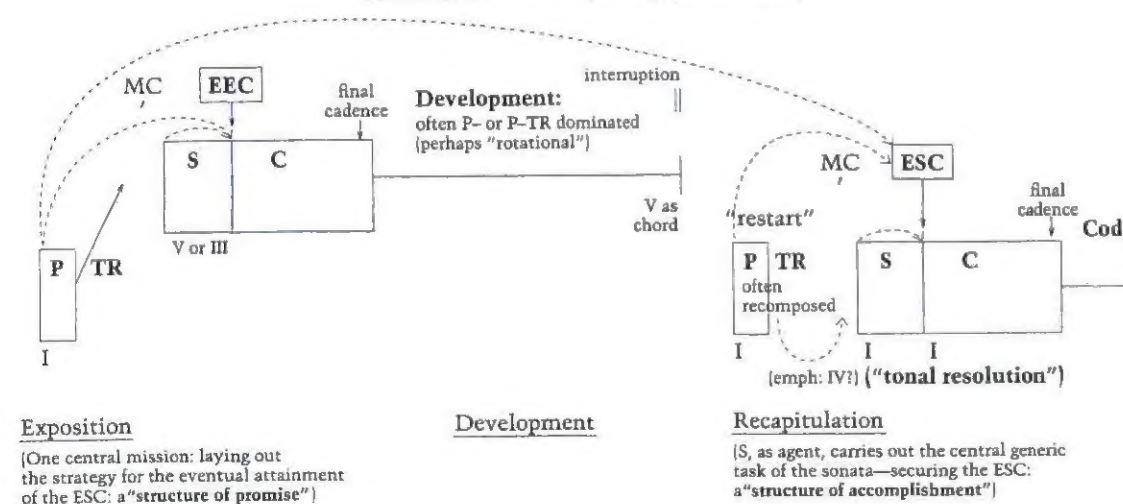 interruption
MC
EEC
final
cadence
Development:
often P– or P–TR dominated
(perhaps "rotational")
S
C
V or III
P
TR
I
V as
chord
MC
ESC
"restart"
final
cadence
Cod
P
TR
often
recomposed
S
C
I
I
I
(emph: IV?) ("tonal resolution")
Exposition
(One central mission: laying out
the strategy for the eventual attainment
of the ESC: a "structure of promise")
Development
Recapitulation
(S, as agent, carries out the central generic
task of the sonata—securing the ESC:
a "structure of accomplishment")